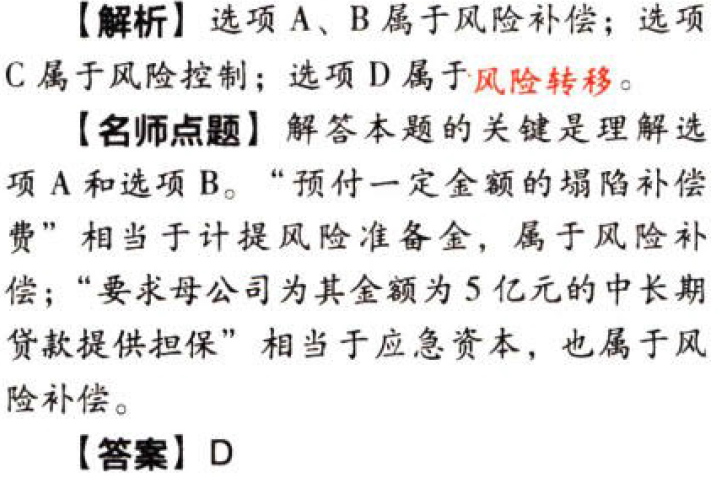 【解析】选项 A、B 属于风险补偿；选项
C 属于风险控制；选项 D 属于风险转移。
【名师点题】解答本题的关键是理解选
项 A 和选项 B。“预付一定金额的塌陷补偿
费”相当于计提风险准备金，属于风险补
偿；“要求母公司为其金额为 5 亿元的中长期
贷款提供担保”相当于应急资本，也属于风
险补偿。
【答案】D